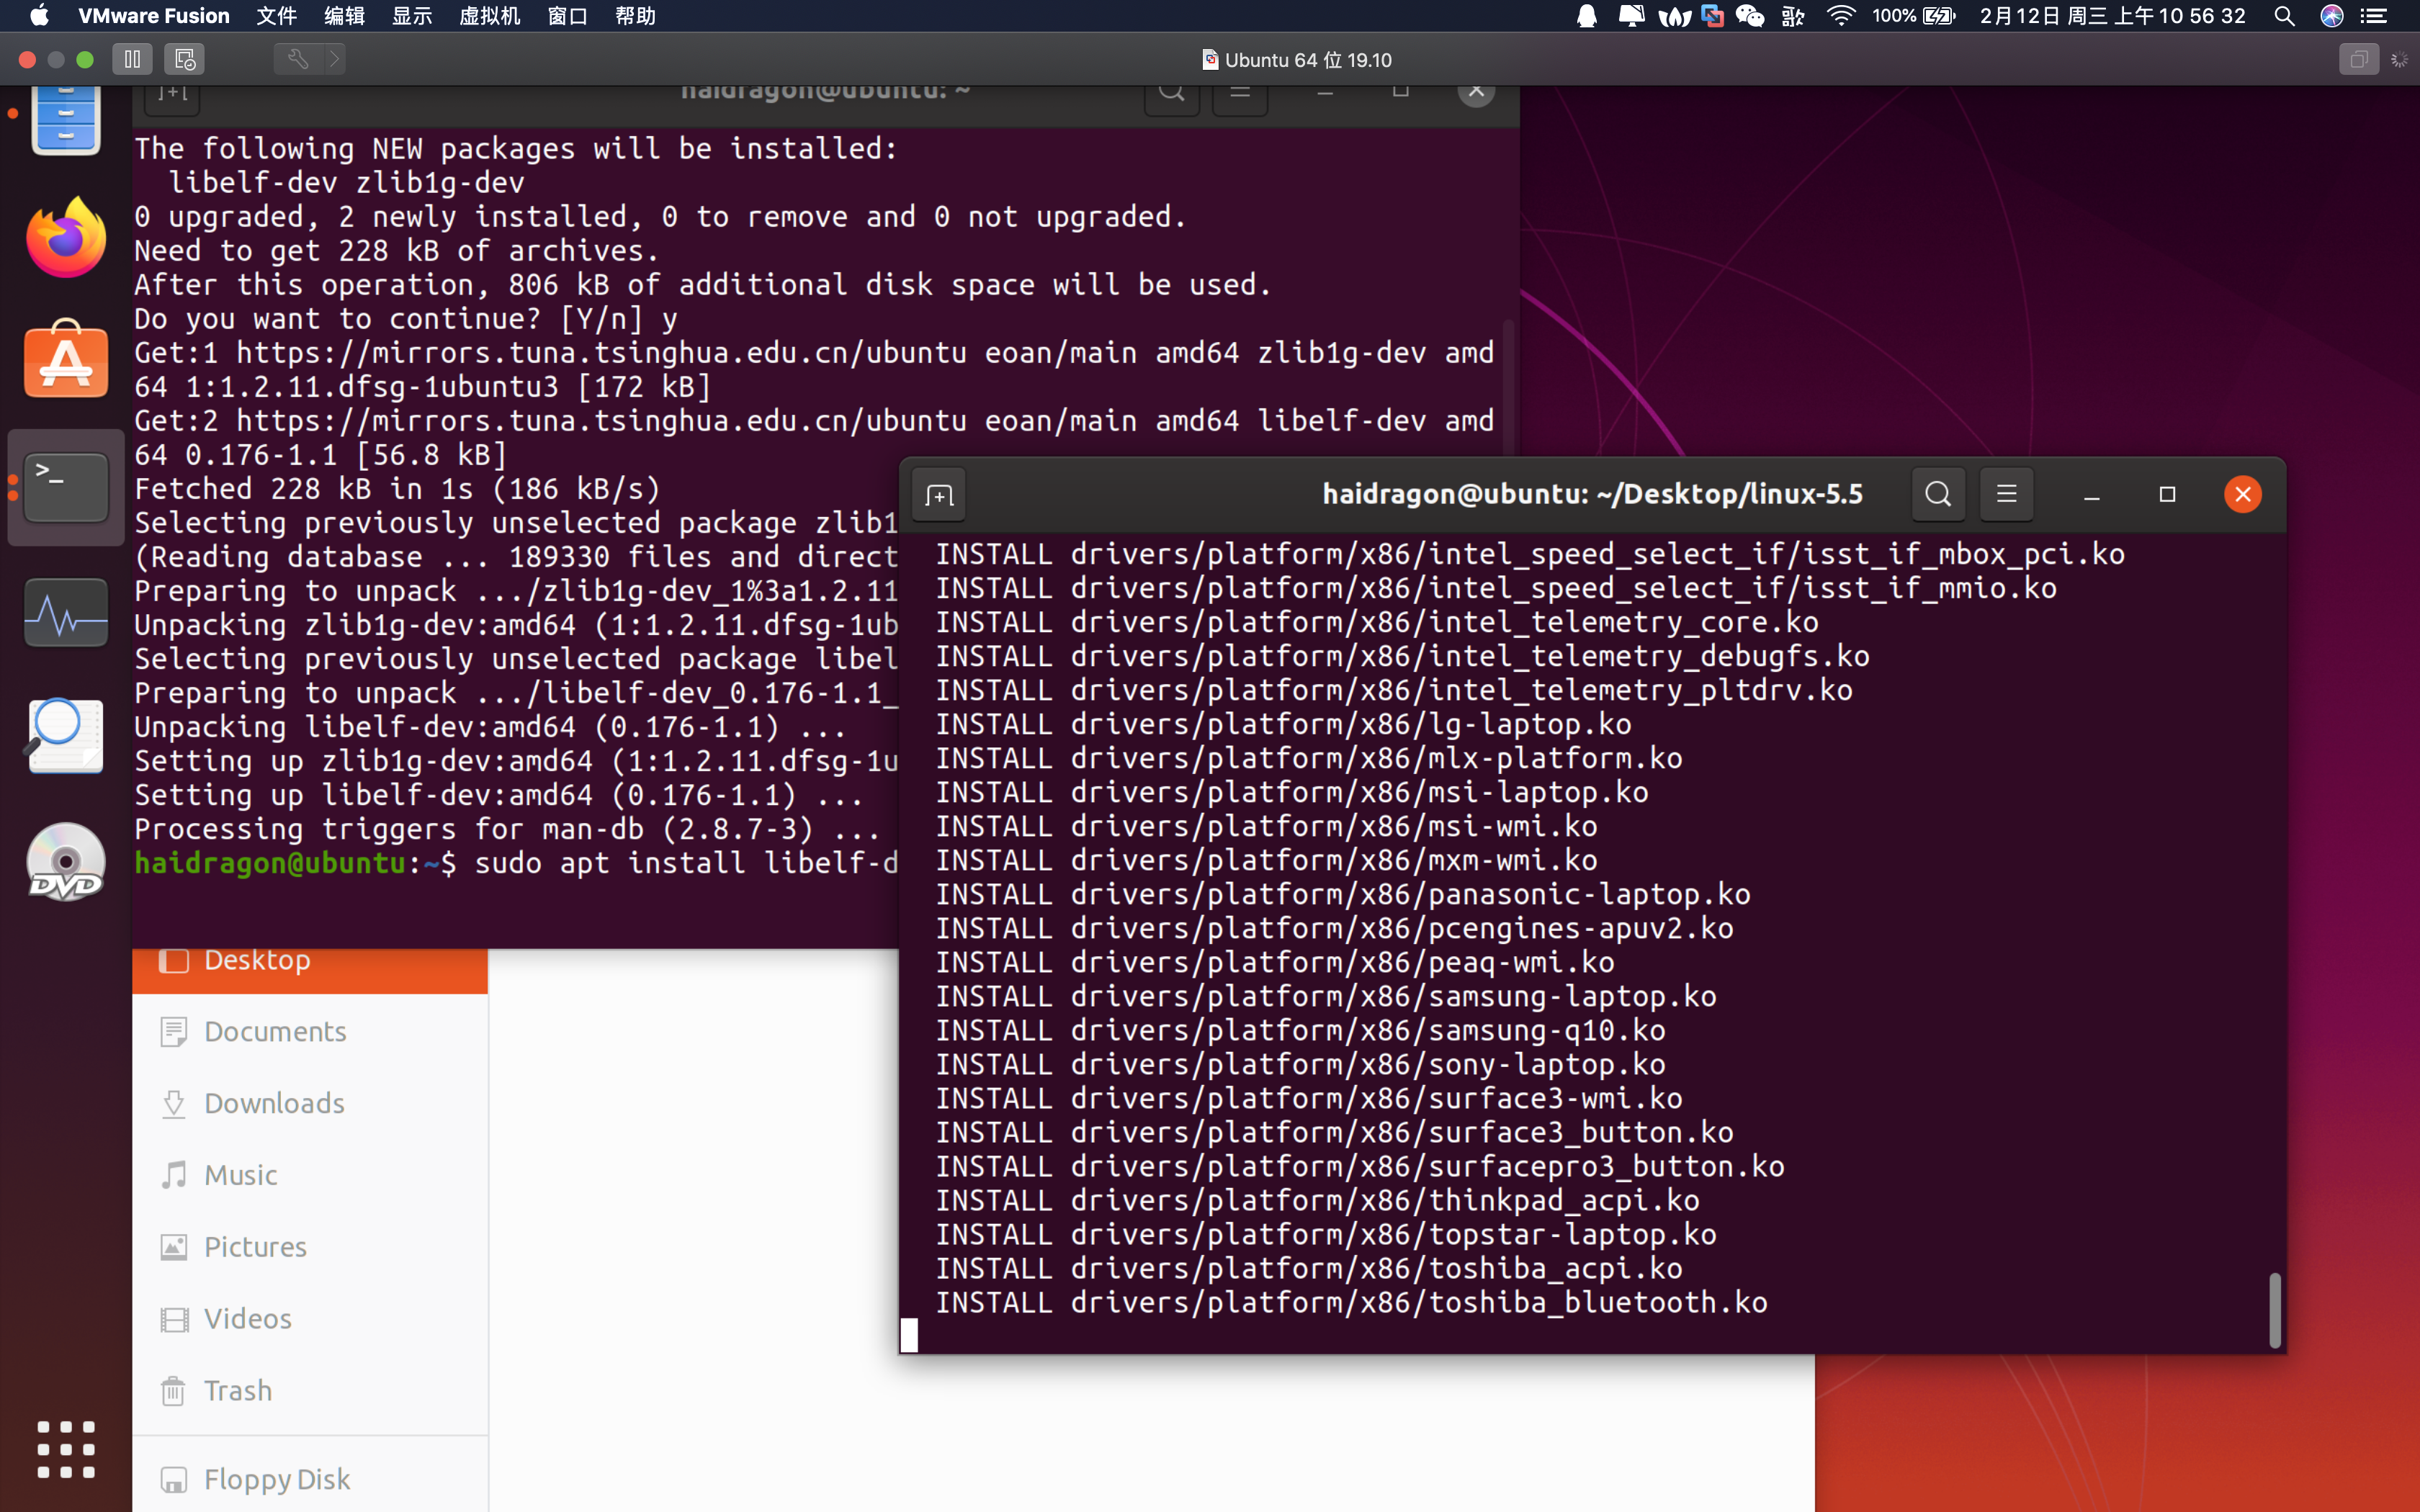 VMware Fusion 文件 编辑 显示 虚拟机 窗口 帮助 100% 2月12日 周三 上午10 56 32
Ubuntu 64 位 19.10
haidragon@ubuntu: ~
The following NEW packages will be installed:
libelf-dev zlib1g-dev
0 upgraded, 2 newly installed, 0 to remove and 0 not upgraded.
Need to get 228 kB of archives.
After this operation, 806 kB of additional disk space will be used.
Do you want to continue? [Y/n] y
Get:1 https://mirrors.tuna.tsinghua.edu.cn/ubuntu eoan/main amd64 zlib1g-dev amd
64 1:1.2.11.dfsg-1ubuntu3 [172 kB]
Get:2 https://mirrors.tuna.tsinghua.edu.cn/ubuntu eoan/main amd64 libelf-dev amd
64 0.176-1.1 [56.8 kB]
Fetched 228 kB in 1s (186 kB/s)
Selecting previously unselected package zlib1
(Reading database ... 189330 files and direct
Preparing to unpack .../zlib1g-dev_1%3a1.2.11
Unpacking zlib1g-dev:amd64 (1:1.2.11.dfsg-1ub
Selecting previously unselected package libel
Preparing to unpack .../libelf-dev_0.176-1.1_
Unpacking libelf-dev:amd64 (0.176-1.1) ...
Setting up zlib1g-dev:amd64 (1:1.2.11.dfsg-1u
Setting up libelf-dev:amd64 (0.176-1.1) ...
Processing triggers for man-db (2.8.7-3) ...
haidragon@ubuntu:~$ sudo apt install libelf-d
haidragon@ubuntu: ~/Desktop/linux-5.5
INSTALL drivers/platform/x86/intel_speed_select_if/isst_if_mbox_pci.ko
INSTALL drivers/platform/x86/intel_speed_select_if/isst_if_mmio.ko
INSTALL drivers/platform/x86/intel_telemetry_core.ko
INSTALL drivers/platform/x86/intel_telemetry_debugfs.ko
INSTALL drivers/platform/x86/intel_telemetry_pltdrv.ko
INSTALL drivers/platform/x86/lg-laptop.ko
INSTALL drivers/platform/x86/mlx-platform.ko
INSTALL drivers/platform/x86/msi-laptop.ko
INSTALL drivers/platform/x86/msi-wmi.ko
INSTALL drivers/platform/x86/mxm-wmi.ko
INSTALL drivers/platform/x86/panasonic-laptop.ko
INSTALL drivers/platform/x86/pcengines-apuv2.ko
INSTALL drivers/platform/x86/peaq-wmi.ko
INSTALL drivers/platform/x86/samsung-laptop.ko
INSTALL drivers/platform/x86/samsung-q10.ko
INSTALL drivers/platform/x86/sony-laptop.ko
INSTALL drivers/platform/x86/surface3-wmi.ko
INSTALL drivers/platform/x86/surface3_button.ko
INSTALL drivers/platform/x86/surfacepro3_button.ko
INSTALL drivers/platform/x86/thinkpad_acpi.ko
INSTALL drivers/platform/x86/topstar-laptop.ko
INSTALL drivers/platform/x86/toshiba_acpi.ko
INSTALL drivers/platform/x86/toshiba_bluetooth.ko
Desktop
Documents
Downloads
Music
Pictures
Videos
Trash
Floppy Disk
DVD